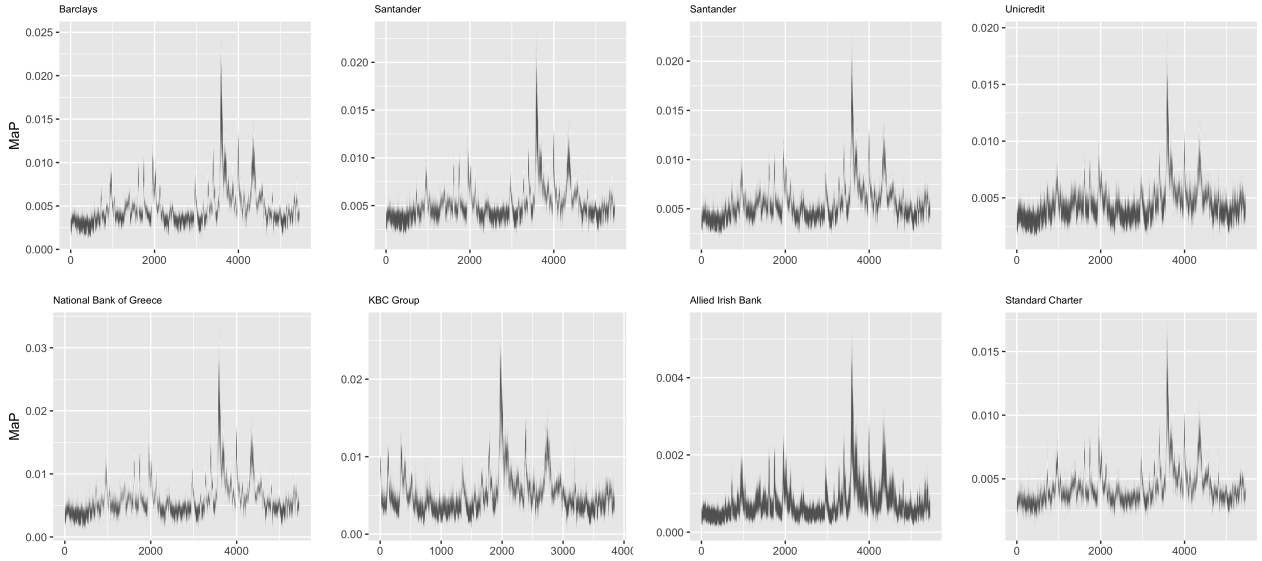 Barclays
MaP
0.025
0.020
0.015
0.010
0.005
0.000
0 2000 4000
Santander
0.020
0.015
0.010
0.005
0 2000 4000
Santander
0.020
0.015
0.010
0.005
0 2000 4000
Unicredit
0.020
0.015
0.010
0.005
0 2000 4000
National Bank of Greece
MaP
0.03
0.02
0.01
0.00
0 2000 4000
KBC Group
0.02
0.01
0.00
0 1000 2000 3000 4000
Allied Irish Bank
0.004
0.002
0.000
0 2000 4000
Standard Charter
0.015
0.010
0.005
0 2000 4000